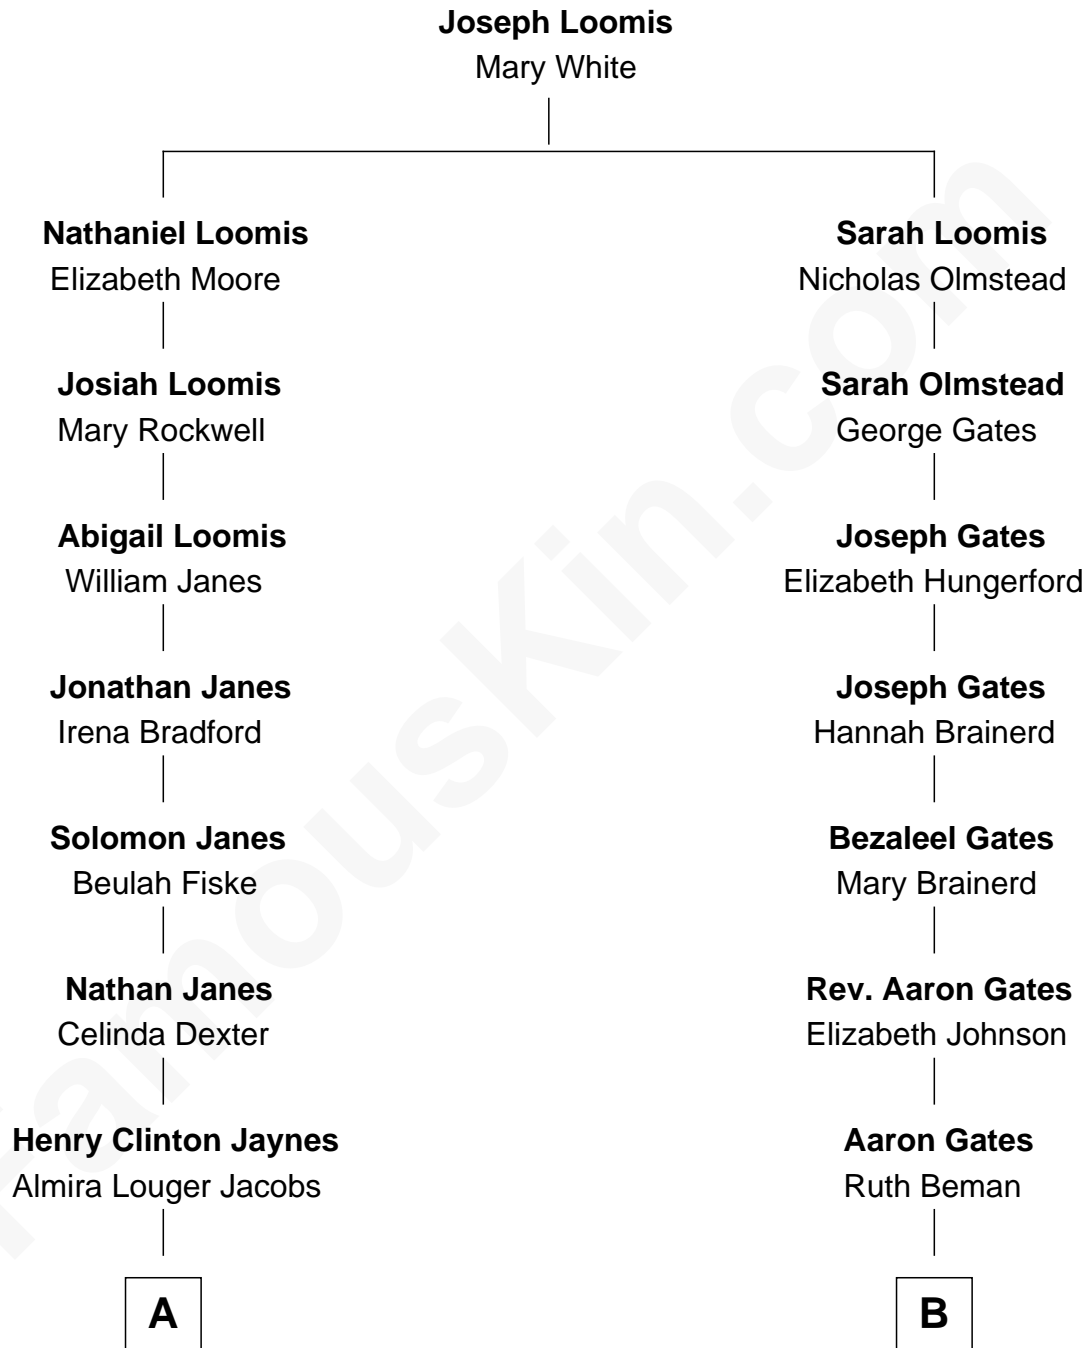 Joseph Loomis
Mary White
Nathaniel Loomis
Elizabeth Moore
Sarah Loomis
Nicholas Olmstead
Josiah Loomis
Mary Rockwell
Sarah Olmstead
George Gates
Abigail Loomis
William Janes
Joseph Gates
Elizabeth Hungerford
Jonathan Janes
Irena Bradford
Joseph Gates
Hannah Brainerd
Solomon Janes
Beulah Fiske
Bezaleel Gates
Mary Brainerd
Nathan Janes
Celinda Dexter
Rev. Aaron Gates
Elizabeth Johnson
Henry Clinton Jaynes
Almira Louger Jacobs
Aaron Gates
Ruth Beman
A
B
FamousKin.com